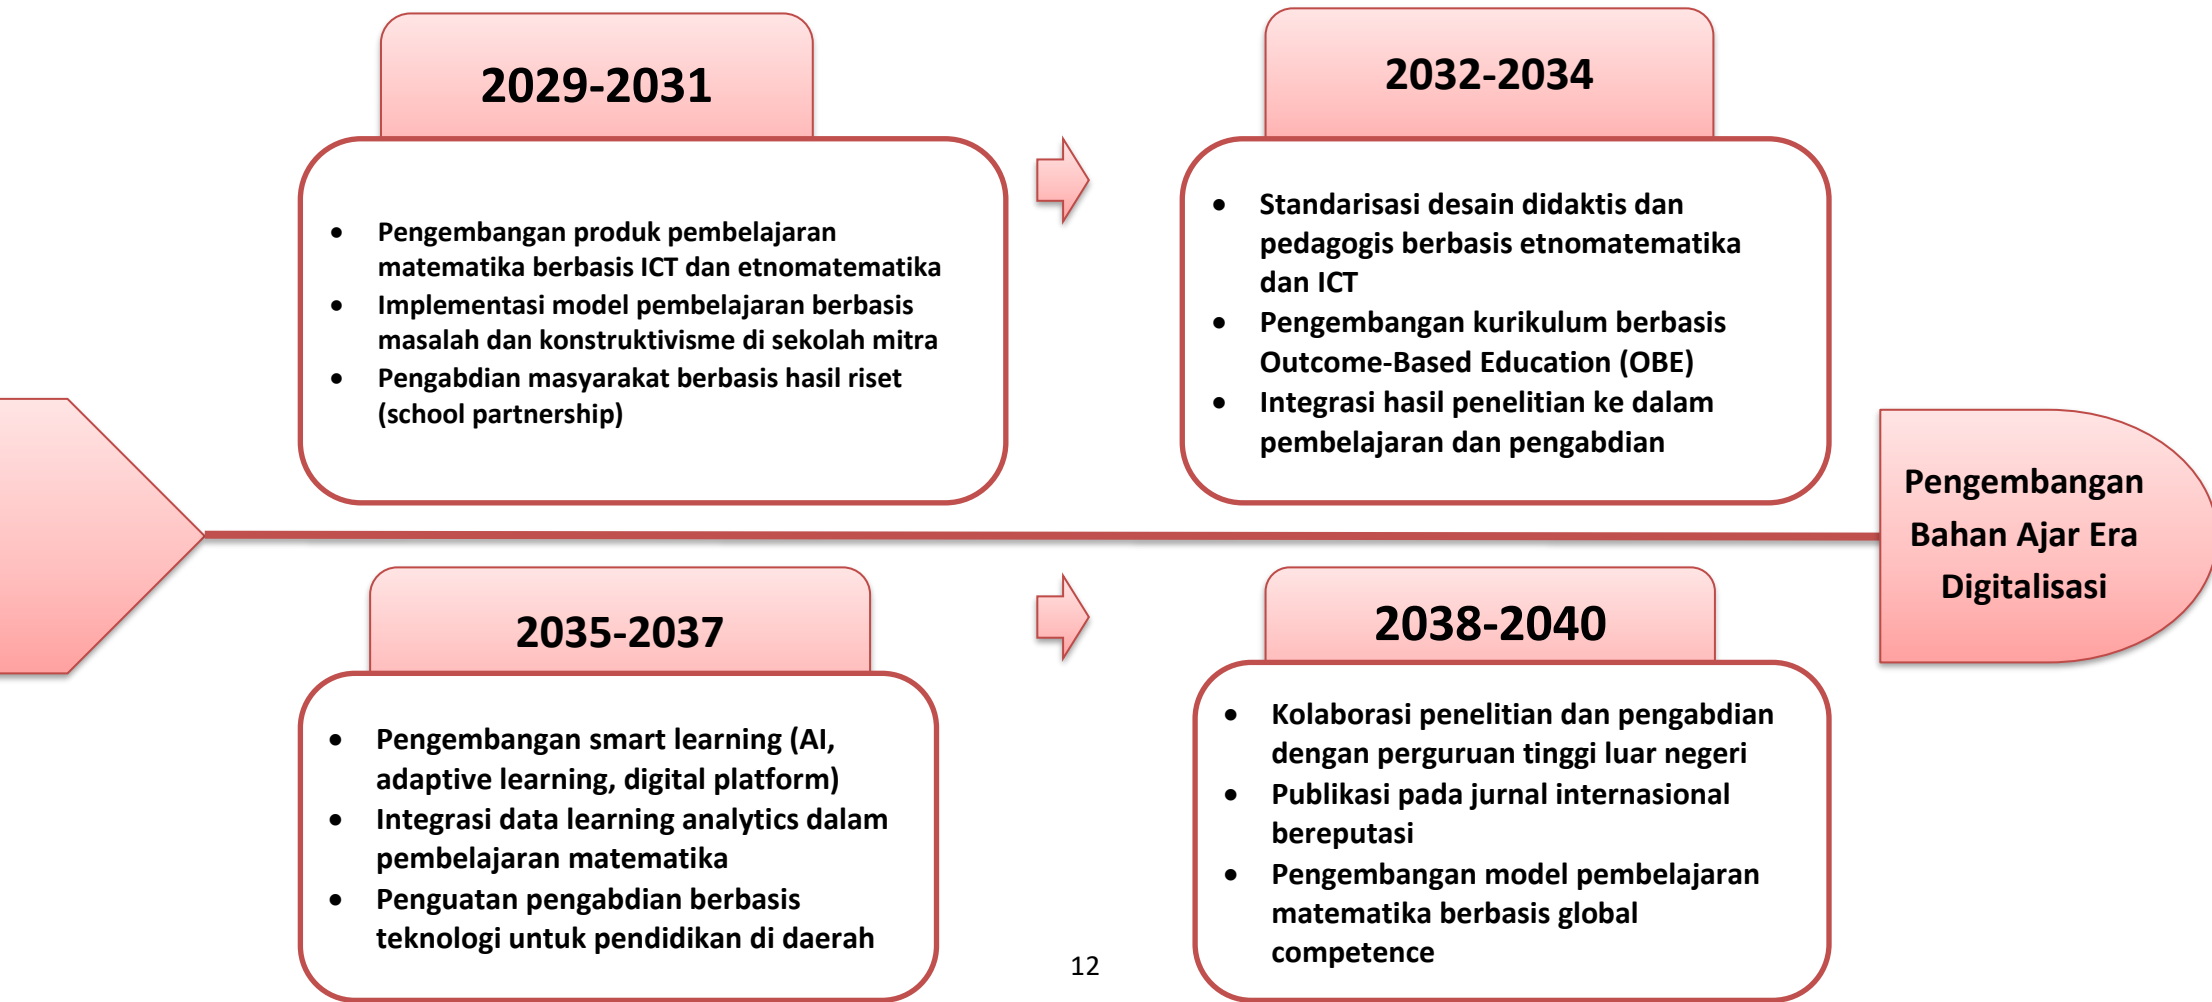 2029-2031
• Pengembangan produk pembelajaran
matematika berbasis ICT dan etnomatematika
• Implementasi model pembelajaran berbasis
masalah dan konstruktivisme di sekolah mitra
• Pengabdian masyarakat berbasis hasil riset
(school partnership)
2032-2034
• Standarisasi desain didaktis dan
pedagogis berbasis etnomatematika
dan ICT
• Pengembangan kurikulum berbasis
Outcome-Based Education (OBE)
• Integrasi hasil penelitian ke dalam
pembelajaran dan pengabdian
Pengembangan
Bahan Ajar Era
Digitalisasi
2035-2037
• Pengembangan smart learning (AI,
adaptive learning, digital platform)
• Integrasi data learning analytics dalam
pembelajaran matematika
• Penguatan pengabdian berbasis
teknologi untuk pendidikan di daerah
2038-2040
• Kolaborasi penelitian dan pengabdian
dengan perguruan tinggi luar negeri
• Publikasi pada jurnal internasional
bereputasi
• Pengembangan model pembelajaran
matematika berbasis global
competence
12